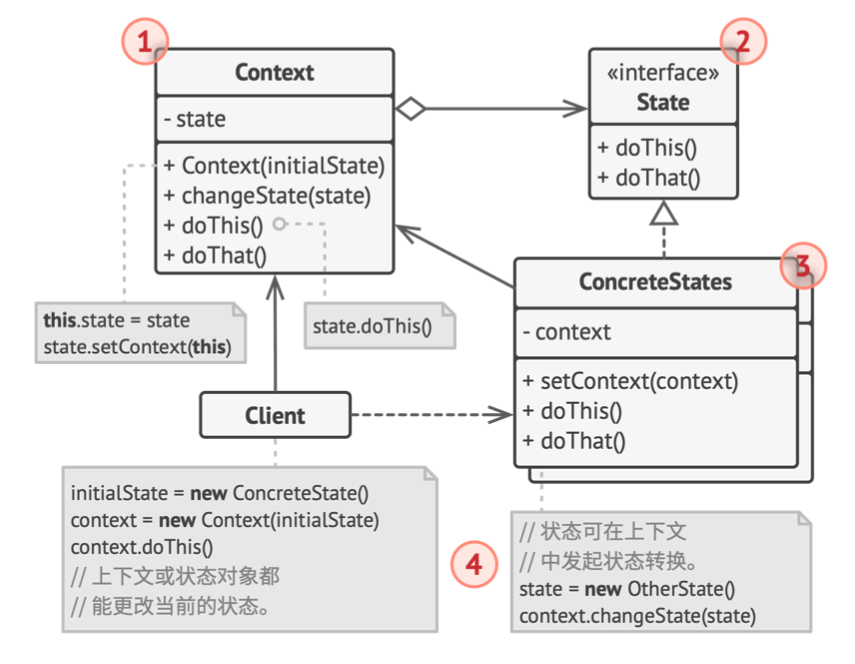 1
Context
- state
+ Context(initialState)
+ changeState(state)
+ doThis()
+ doThat()
2
«interface»
State
+ doThis()
+ doThat()
this.state = state
state.setContext(this)
state.doThis()
3
ConcreteStates
- context
+ setContext(context)
+ doThis()
+ doThat()
Client
initialState = new ConcreteState()
context = new Context(initialState)
context.doThis()
// 上下文或状态对象都
// 能更改当前的状态。
4
// 状态可在上下文
// 中发起状态转换。
state = new OtherState()
context.changeState(state)